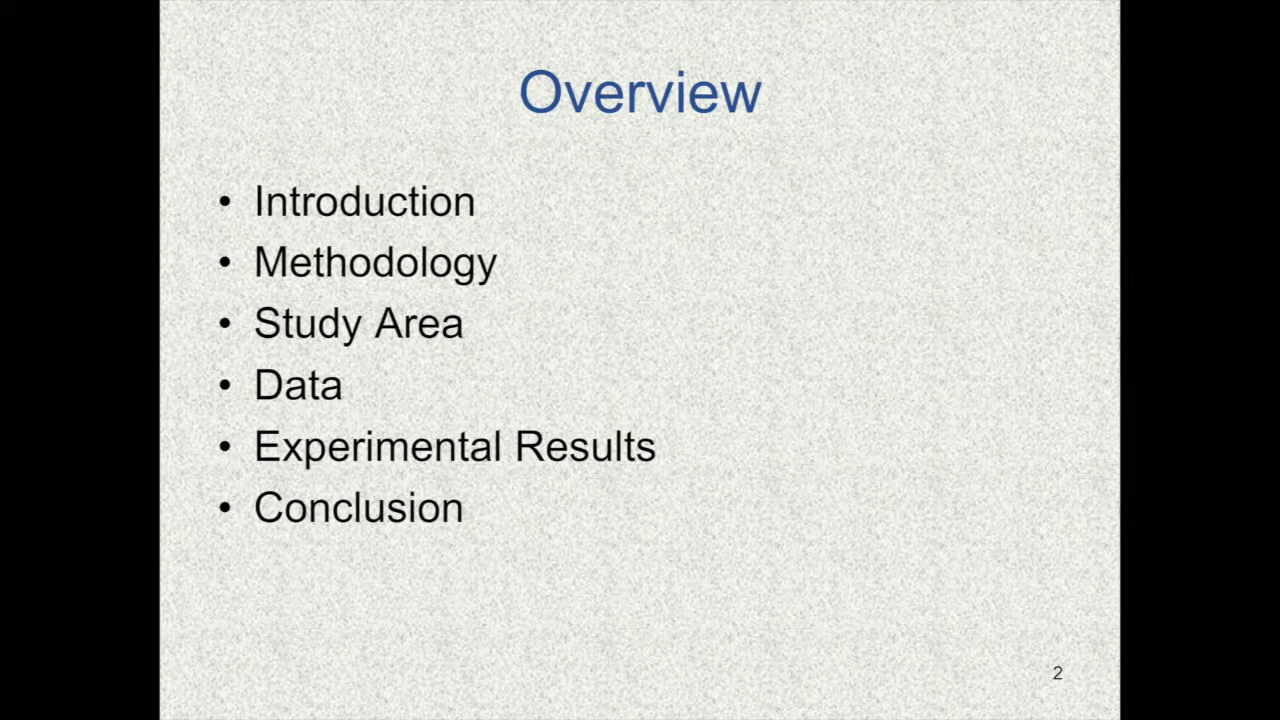 Overview
• Introduction
• Methodology
• Study Area
• Data
• Experimental Results
• Conclusion
2